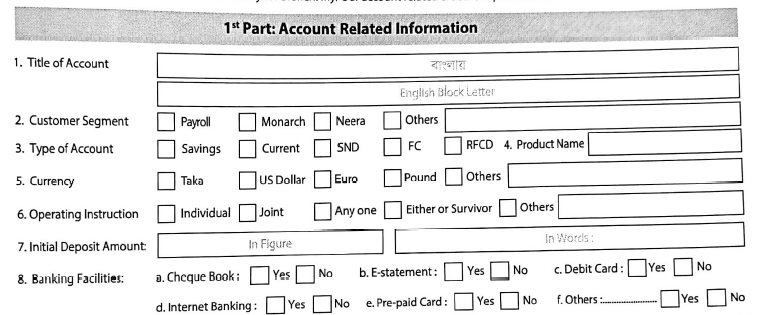 1st Part: Account Related Information
1. Title of Account
বাংলায়
English Block Letter
2. Customer Segment Payroll Monarch Neera Others
3. Type of Account Savings Current SND FC RFCD 4. Product Name
5. Currency Taka US Dollar Euro Pound Others
6. Operating Instruction Individual Joint Any one Either or Survivor Others
7. Initial Deposit Amount: In Figure In Words :
8. Banking Facilities: a. Cheque Book : Yes No b. E-statement : Yes No c. Debit Card : Yes No
d. Internet Banking : Yes No e. Pre-paid Card : Yes No f. Others :.................... Yes No